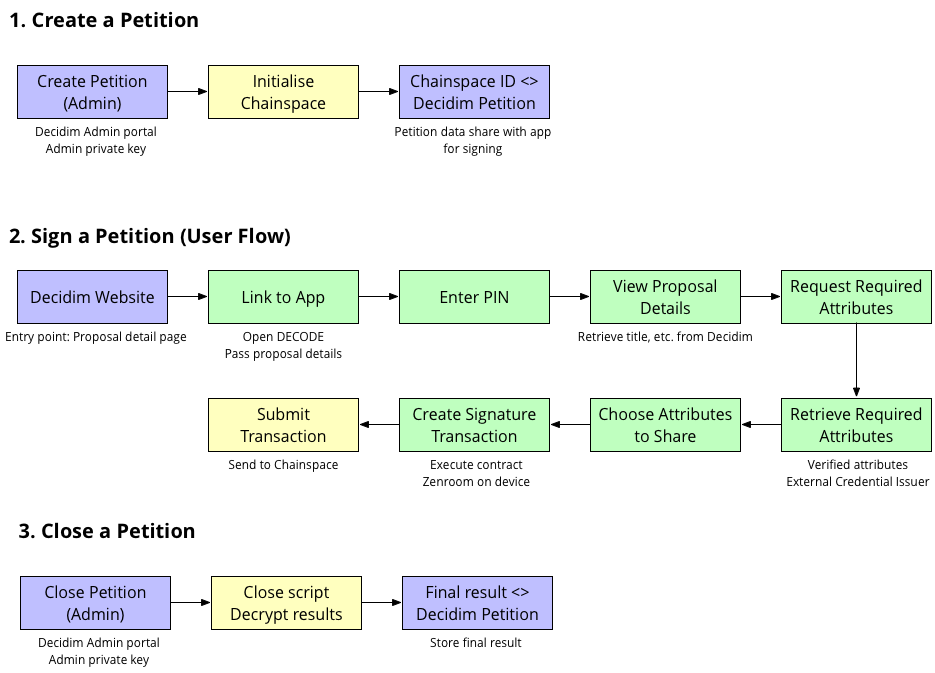 1. Create a Petition
Create Petition
(Admin)
Decidim Admin portal
Admin private key
Initialise
Chainspace
Chainspace ID <>
Decidim Petition
Petition data share with app
for signing
2. Sign a Petition (User Flow)
Decidim Website
Entry point: Proposal detail page
Link to App
Open DECODE
Pass proposal details
Enter PIN
View Proposal
Details
Retrieve title, etc. from Decidim
Request Required
Attributes
Retrieve Required
Attributes
Verified attributes
External Credential Issuer
Choose Attributes
to Share
Create Signature
Transaction
Execute contract
Zenroom on device
Submit
Transaction
Send to Chainspace
3. Close a Petition
Close Petition
(Admin)
Decidim Admin portal
Admin private key
Close script
Decrypt results
Final result <>
Decidim Petition
Store final result